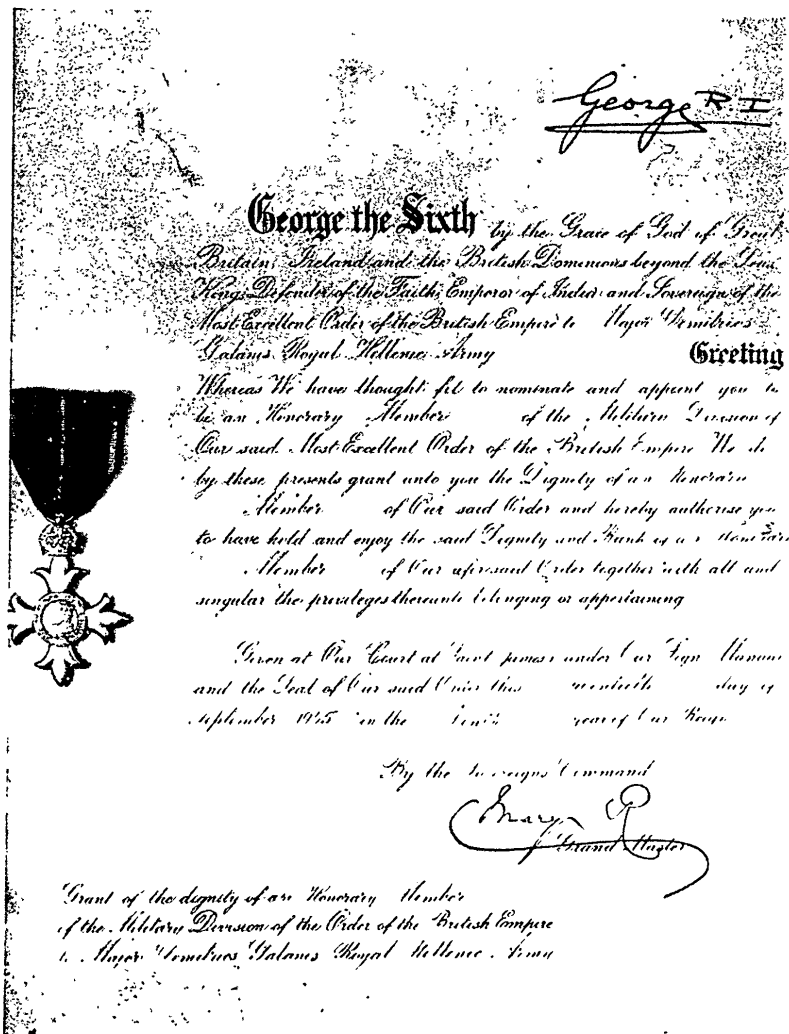 George R. I
George the Sixth by the Grace of God of Great
Britain, Ireland and the British Dominions beyond the Seas
King, Defender of the Faith, Emperor of India and Sovereign of the
Most Excellent Order of the British Empire to Major Demitrios
Galanis Royal Hellenic Army Greeting
Whereas We have thought fit to nominate and appoint you to
be an Honorary Member of the Military Division of
Our said Most Excellent Order of the British Empire We do
by these presents grant unto you the Dignity of an Honorary
Member of Our said Order and hereby authorise you
to have hold and enjoy the said Dignity and Rank of an Honorary
Member of Our aforesaid Order together with all and
singular the privileges thereunto belonging or appertaining
Given at Our Court at Saint James's under Our Sign Manual
and the Seal of Our said Order this day of
September 1945 in the Tenth year of Our Reign
By the Sovereign's Command
Mary R
Grand Master
Grant of the dignity of an Honorary Member
of the Military Division of the Order of the British Empire
to Major Demitrios Galanis Royal Hellenic Army